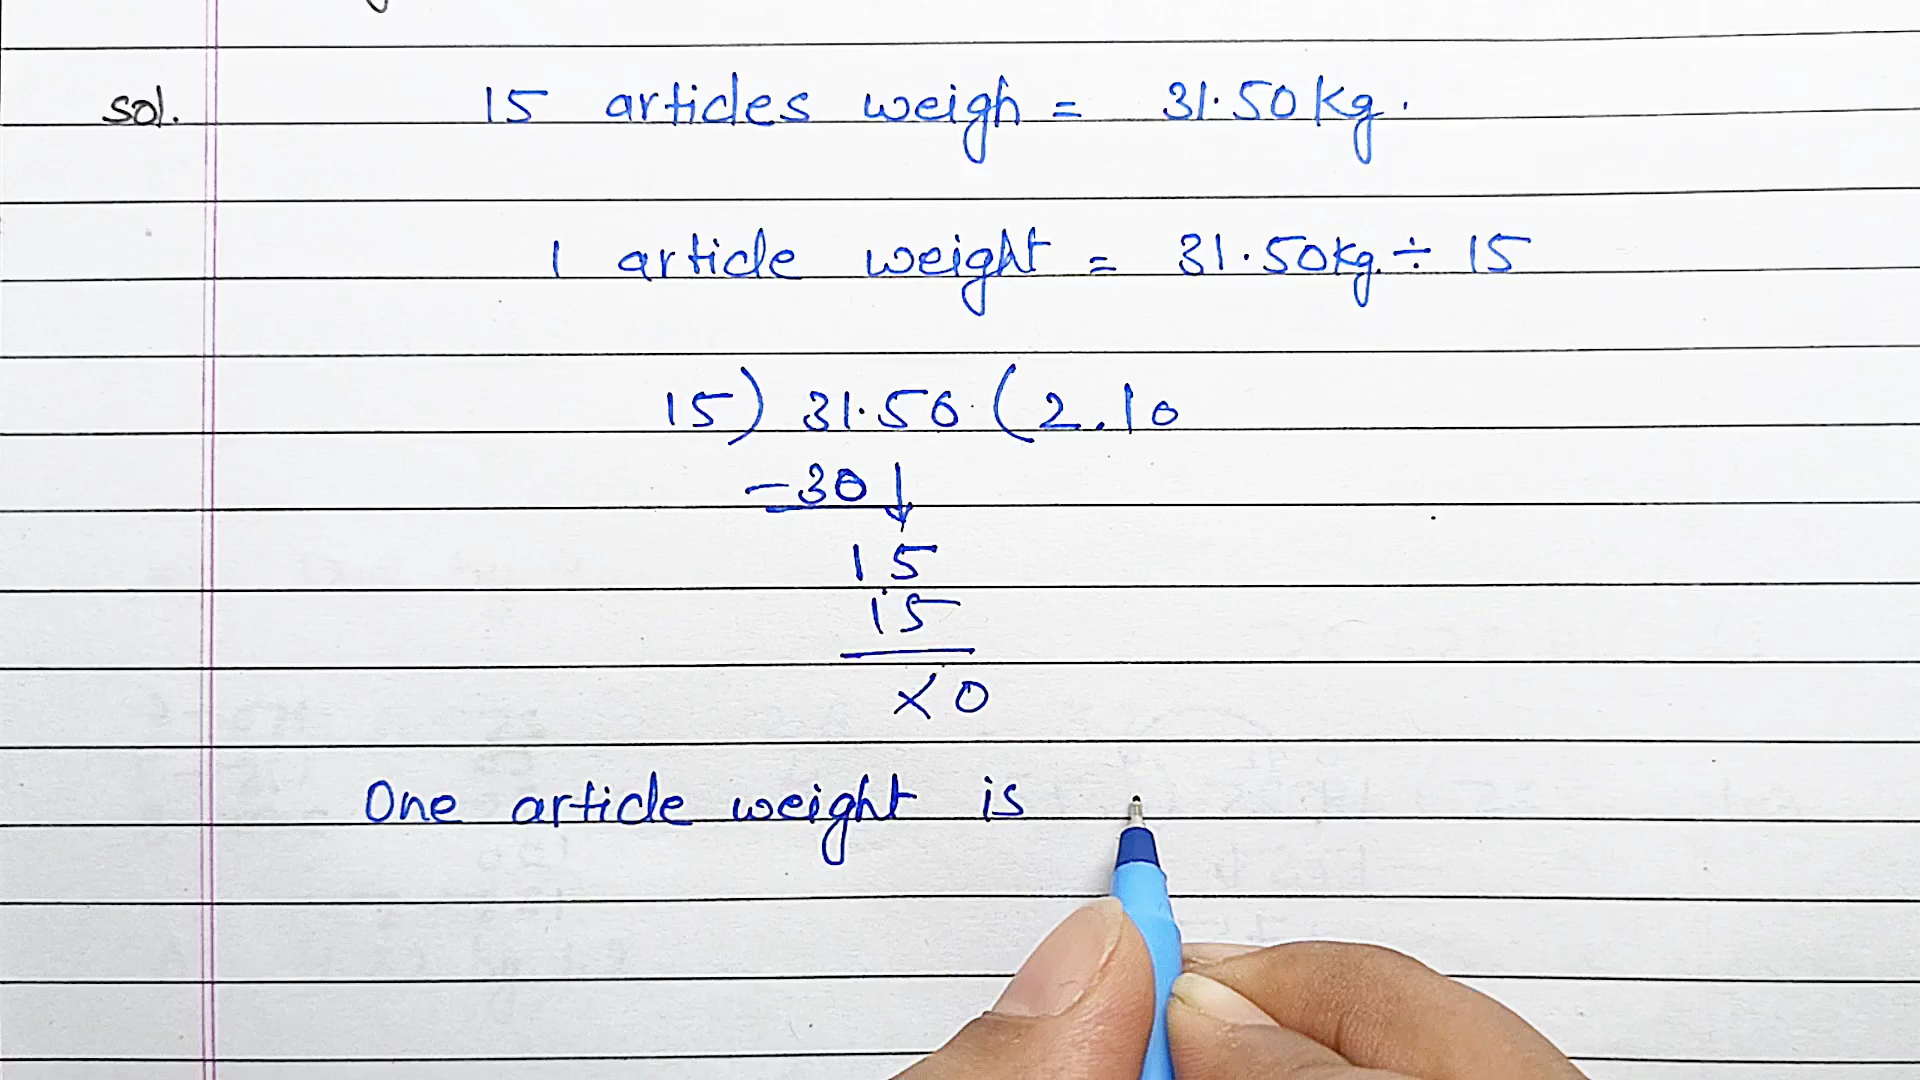 sol. 15 articles weigh = 31.50 kg.
1 article weight = 31.50kg. ÷ 15
15) 31.50 (2.10
-30↓
15
15
×0
One article weight is